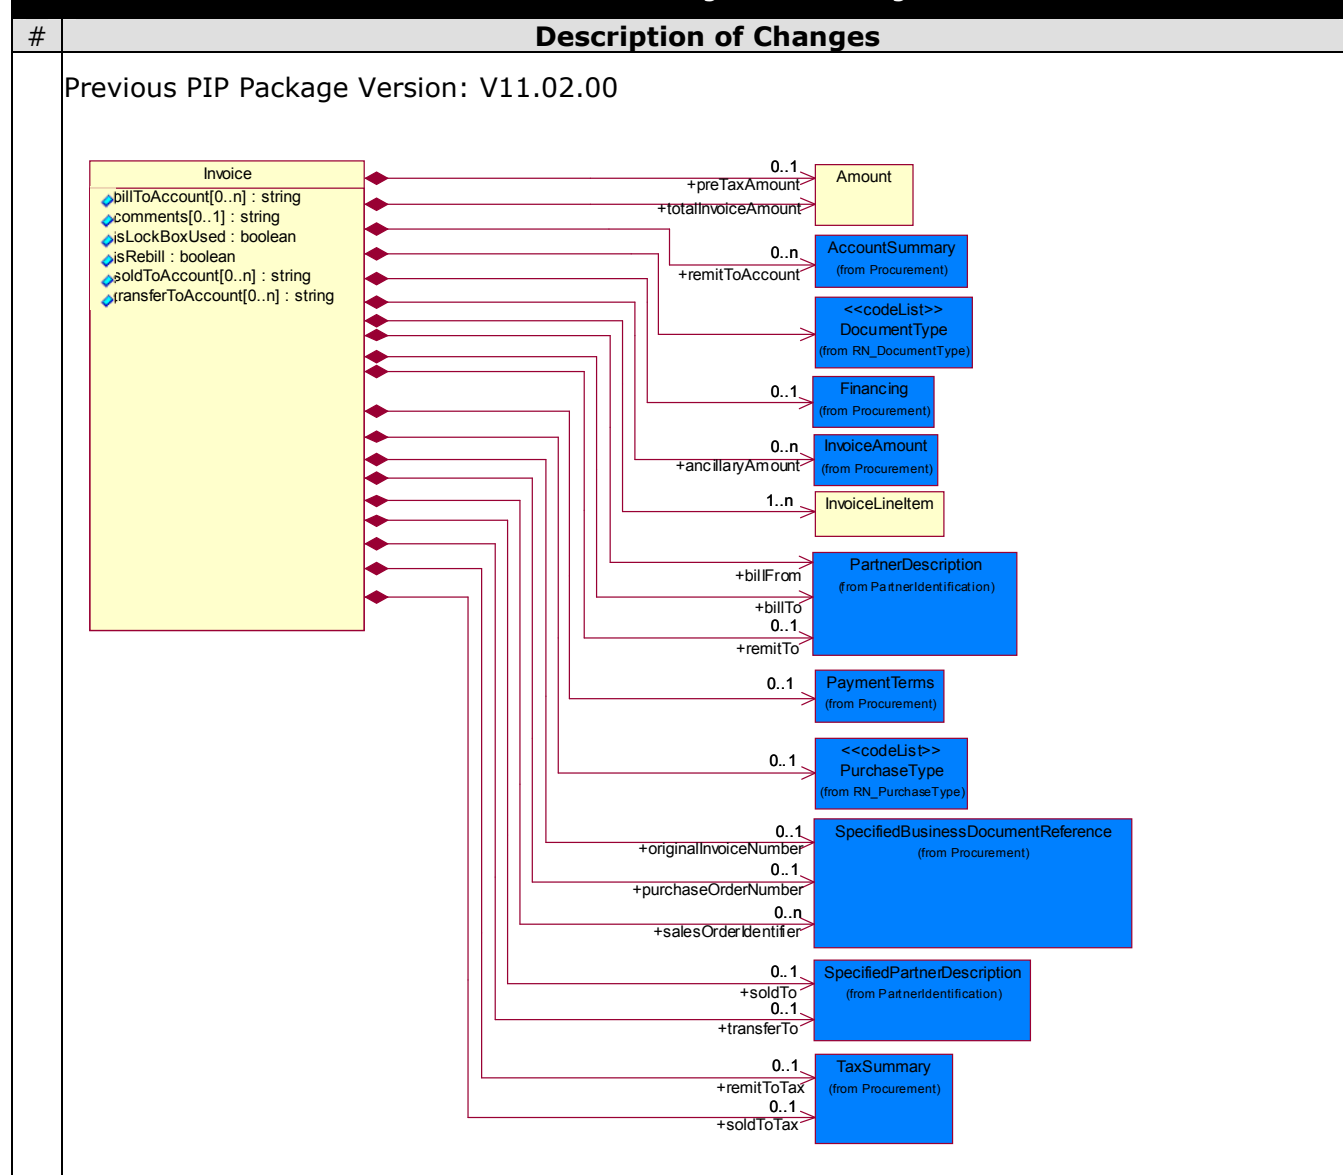 #
Description of Changes
Previous PIP Package Version: V11.02.00
Invoice
billToAccount[0..n] : string
comments[0..1] : string
isLockBoxUsed : boolean
isRebill : boolean
soldToAccount[0..n] : string
transferToAccount[0..n] : string
0..1
+preTaxAmount
+totalInvoiceAmount
Amount
0..n
+remitToAccount
AccountSummary
(from Procurement)
<<codeList>>
DocumentType
(from RN_DocumentType)
0..1
Financing
(from Procurement)
0..n
+ancillaryAmount
InvoiceAmount
(from Procurement)
1..n
InvoiceLineItem
+billFrom
+billTo
0..1
+remitTo
PartnerDescription
(from PartnerIdentification)
0..1
PaymentTerms
(from Procurement)
0..1
<<codeList>>
PurchaseType
(from RN_PurchaseType)
0..1
+originalInvoiceNumber
0..1
+purchaseOrderNumber
0..n
+salesOrderIdentifier
SpecifiedBusinessDocumentReference
(from Procurement)
0..1
+soldTo
0..1
+transferTo
SpecifiedPartnerDescription
(from PartnerIdentification)
0..1
+remitToTax
0..1
+soldToTax
TaxSummary
(from Procurement)